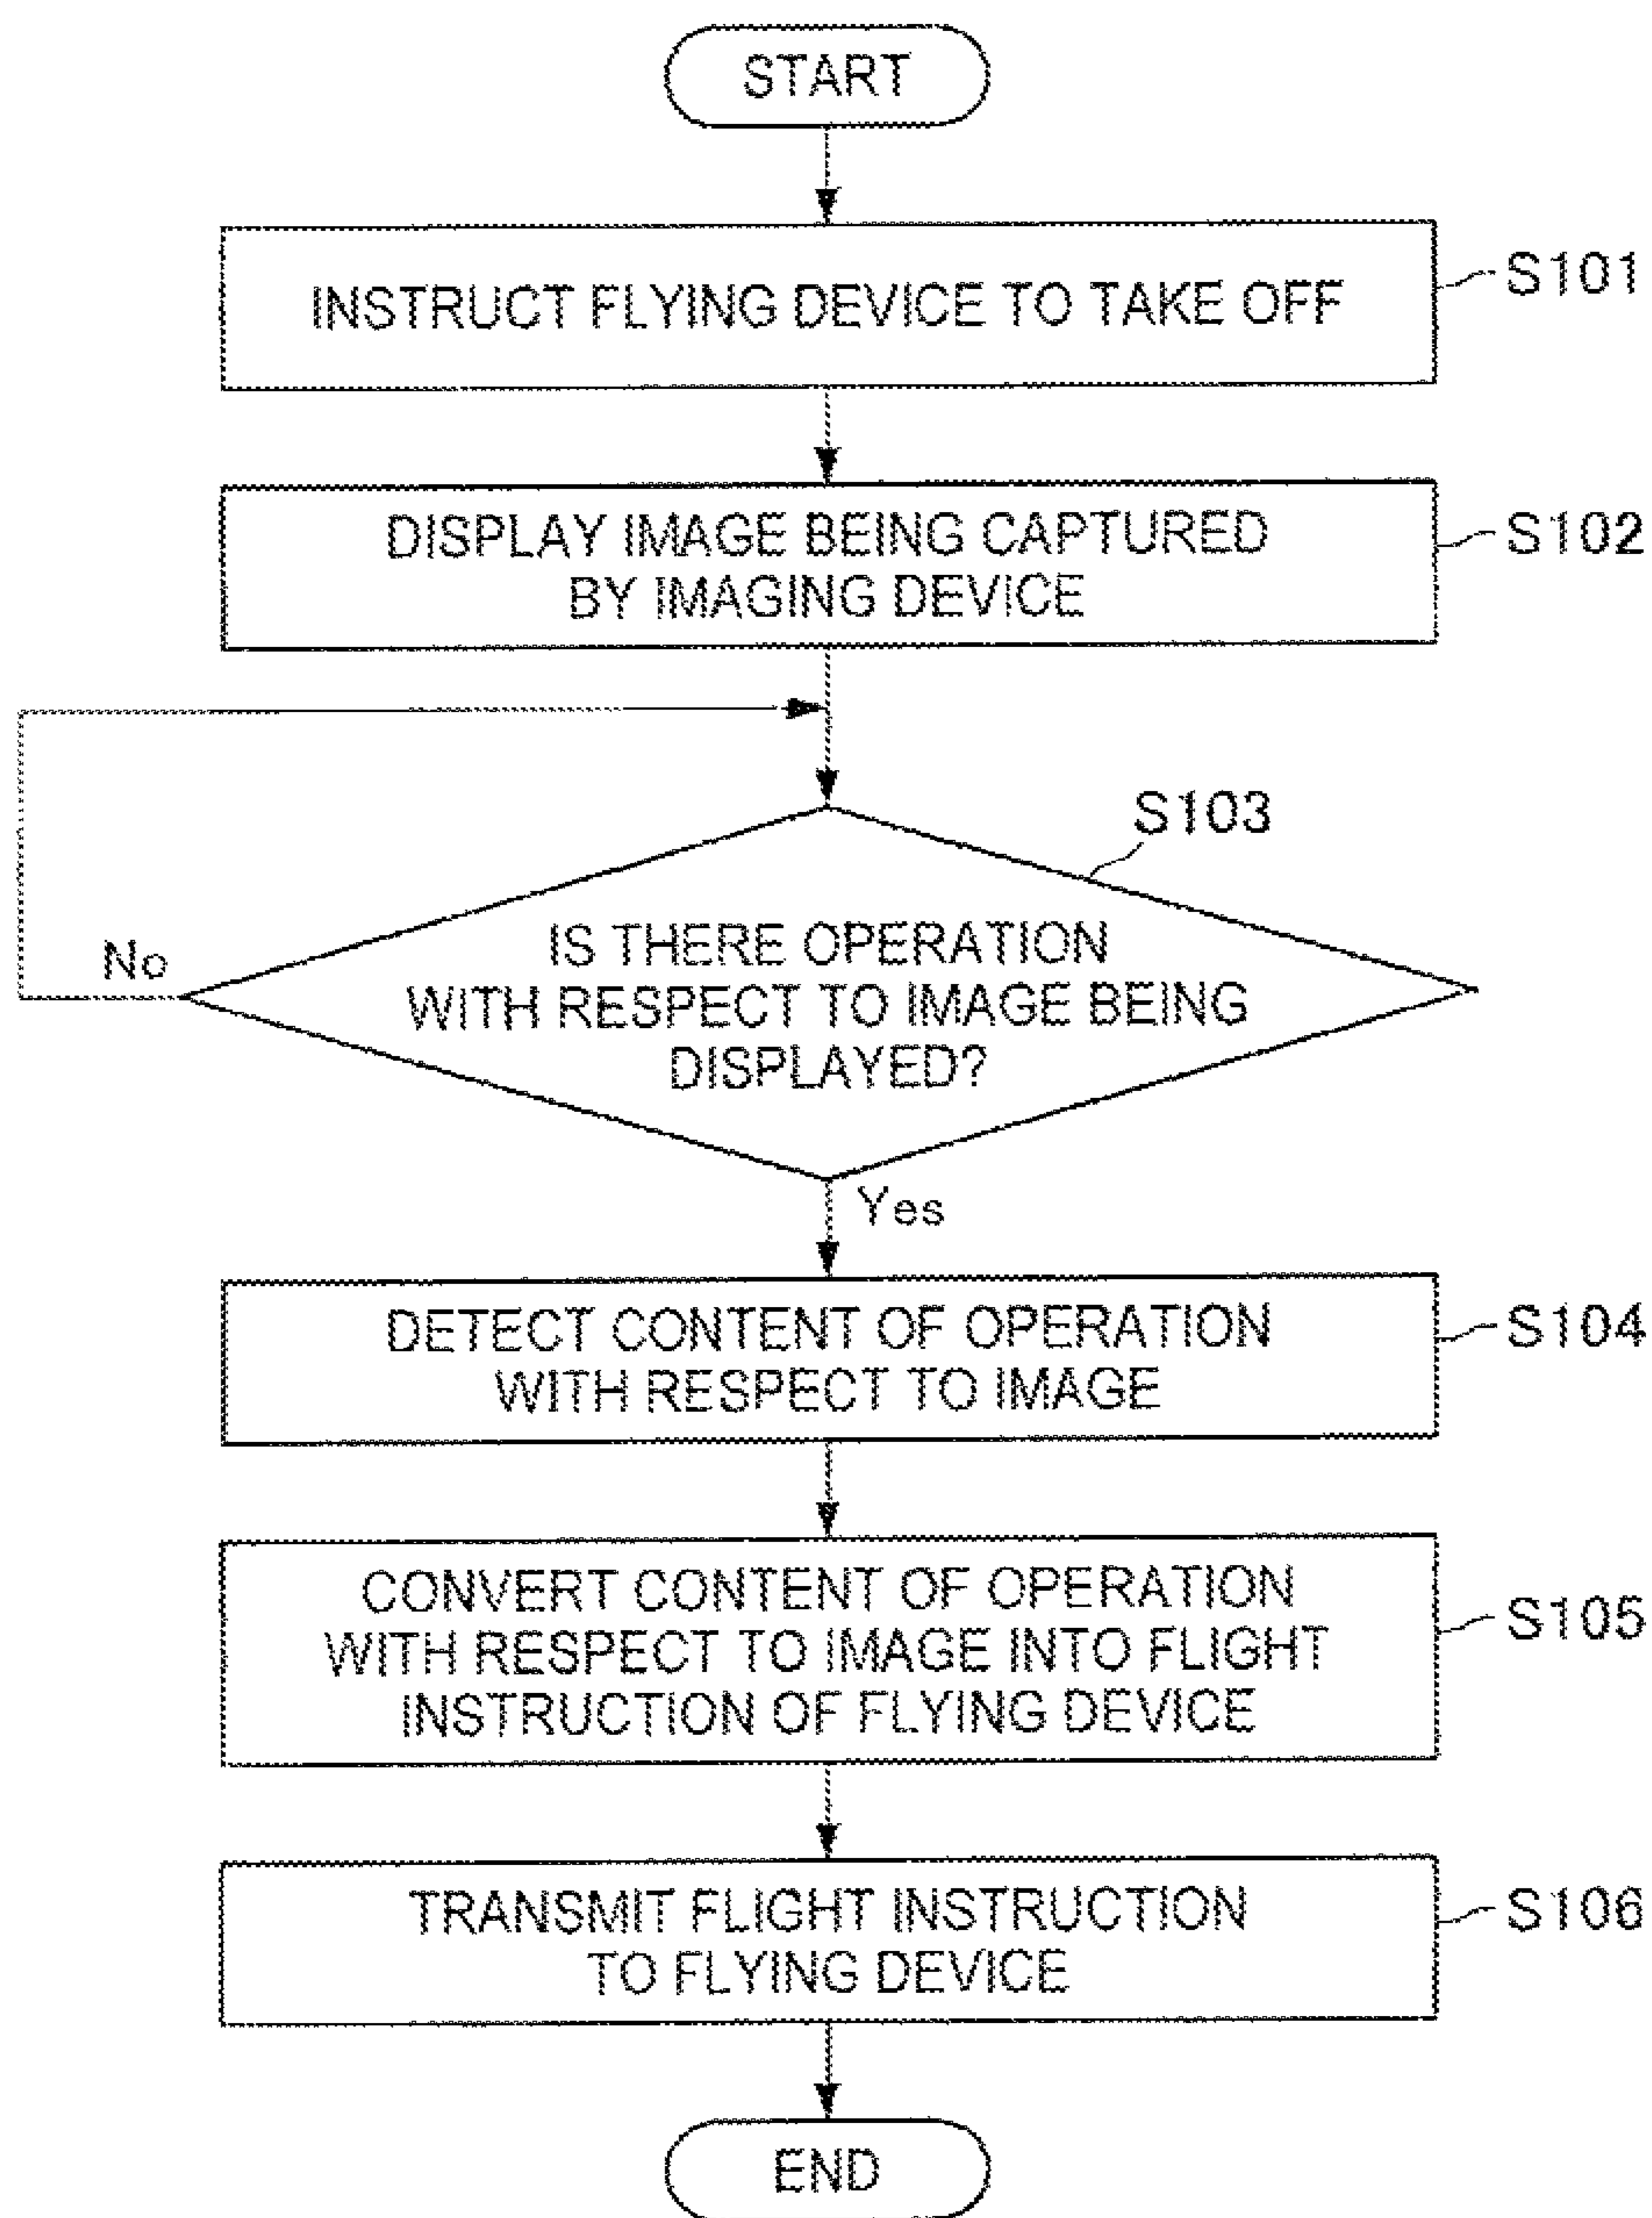 START
INSTRUCT FLYING DEVICE TO TAKE OFF
S101
DISPLAY IMAGE BEING CAPTURED
BY IMAGING DEVICE
S102
S103
IS THERE OPERATION
WITH RESPECT TO IMAGE BEING
DISPLAYED?
No
Yes
DETECT CONTENT OF OPERATION
WITH RESPECT TO IMAGE
S104
CONVERT CONTENT OF OPERATION
WITH RESPECT TO IMAGE INTO FLIGHT
INSTRUCTION OF FLYING DEVICE
S105
TRANSMIT FLIGHT INSTRUCTION
TO FLYING DEVICE
S106
END